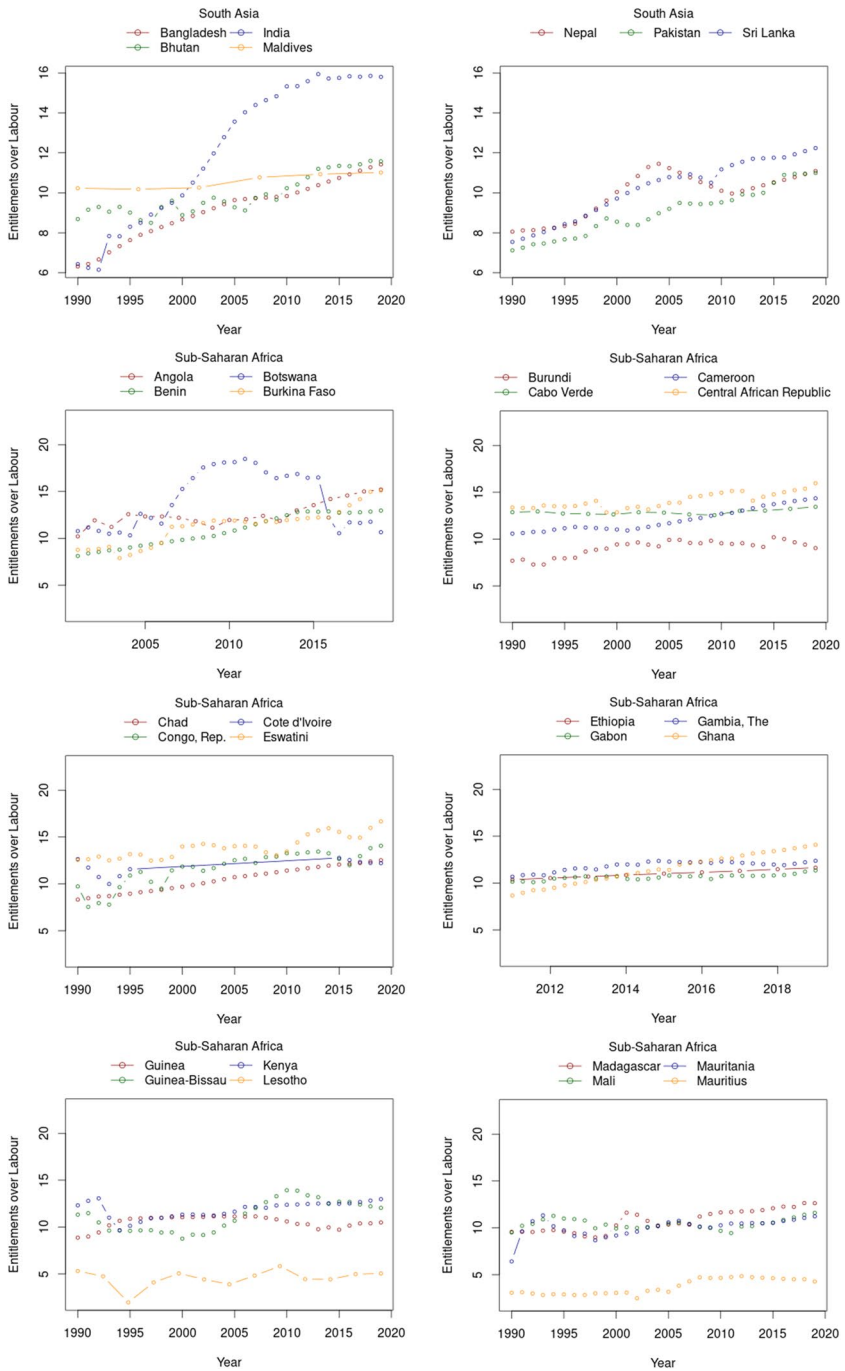 South Asia
Bangladesh India
Bhutan Maldives
Entitlements over Labour
16
14
12
10
8
6
1990 1995 2000 2005 2010 2015 2020
Year
South Asia
Nepal Pakistan Sri Lanka
Entitlements over Labour
16
14
12
10
8
6
1990 1995 2000 2005 2010 2015 2020
Year
Sub-Saharan Africa
Angola Botswana
Benin Burkina Faso
Entitlements over Labour
20
15
10
5
2005 2010 2015
Year
Sub-Saharan Africa
Burundi Cameroon
Cabo Verde Central African Republic
Entitlements over Labour
20
15
10
5
1990 1995 2000 2005 2010 2015 2020
Year
Sub-Saharan Africa
Chad Cote d'Ivoire
Congo, Rep. Eswatini
Entitlements over Labour
20
15
10
5
1990 1995 2000 2005 2010 2015 2020
Year
Sub-Saharan Africa
Ethiopia Gambia, The
Gabon Ghana
Entitlements over Labour
20
15
10
5
2012 2014 2016 2018
Year
Sub-Saharan Africa
Guinea Kenya
Guinea-Bissau Lesotho
Entitlements over Labour
20
15
10
5
1990 1995 2000 2005 2010 2015 2020
Year
Sub-Saharan Africa
Madagascar Mauritania
Mali Mauritius
Entitlements over Labour
20
15
10
5
1990 1995 2000 2005 2010 2015 2020
Year